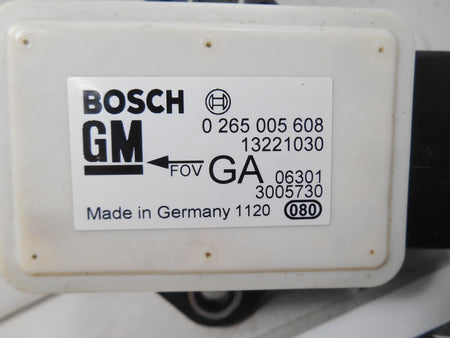 BOSCH
0 265 005 608
GM
13221030
FOV GA 06301
3005730
Made in Germany 1120 080